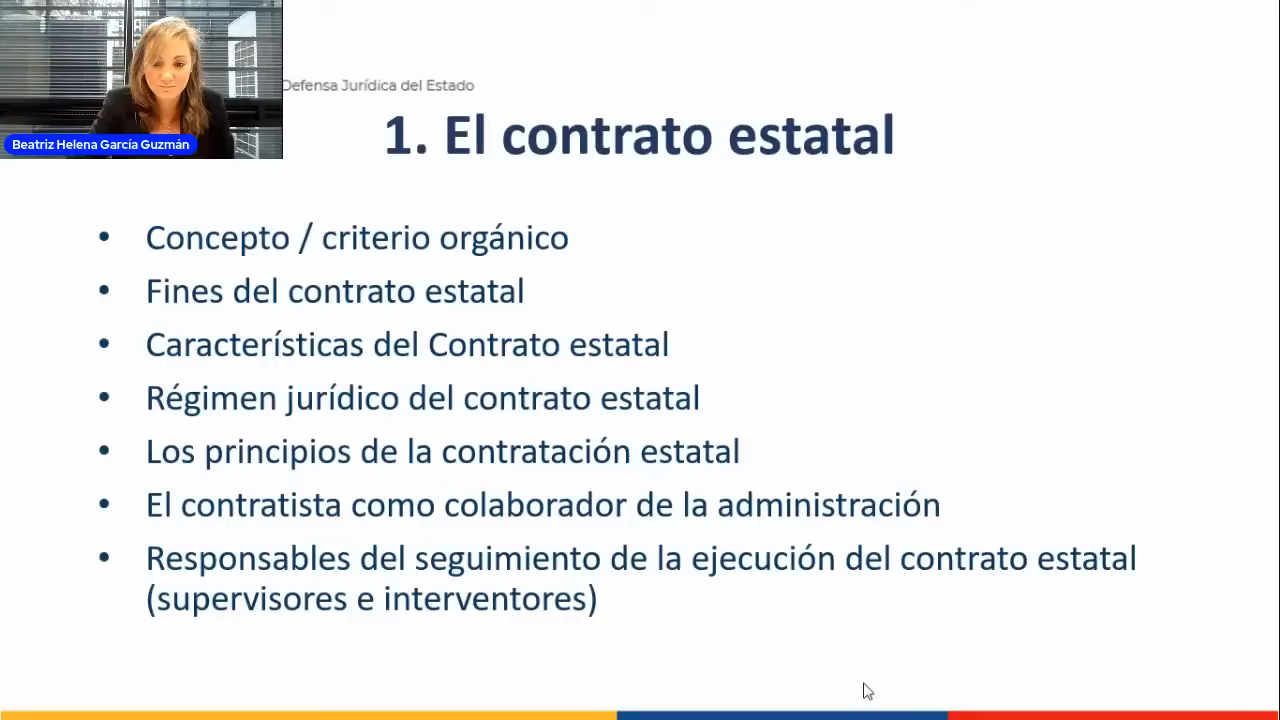 Defensa Jurídica del Estado
Beatriz Helena García Guzmán
1. El contrato estatal
• Concepto / criterio orgánico
• Fines del contrato estatal
• Características del Contrato estatal
• Régimen jurídico del contrato estatal
• Los principios de la contratación estatal
• El contratista como colaborador de la administración
• Responsables del seguimiento de la ejecución del contrato estatal
(supervisores e interventores)